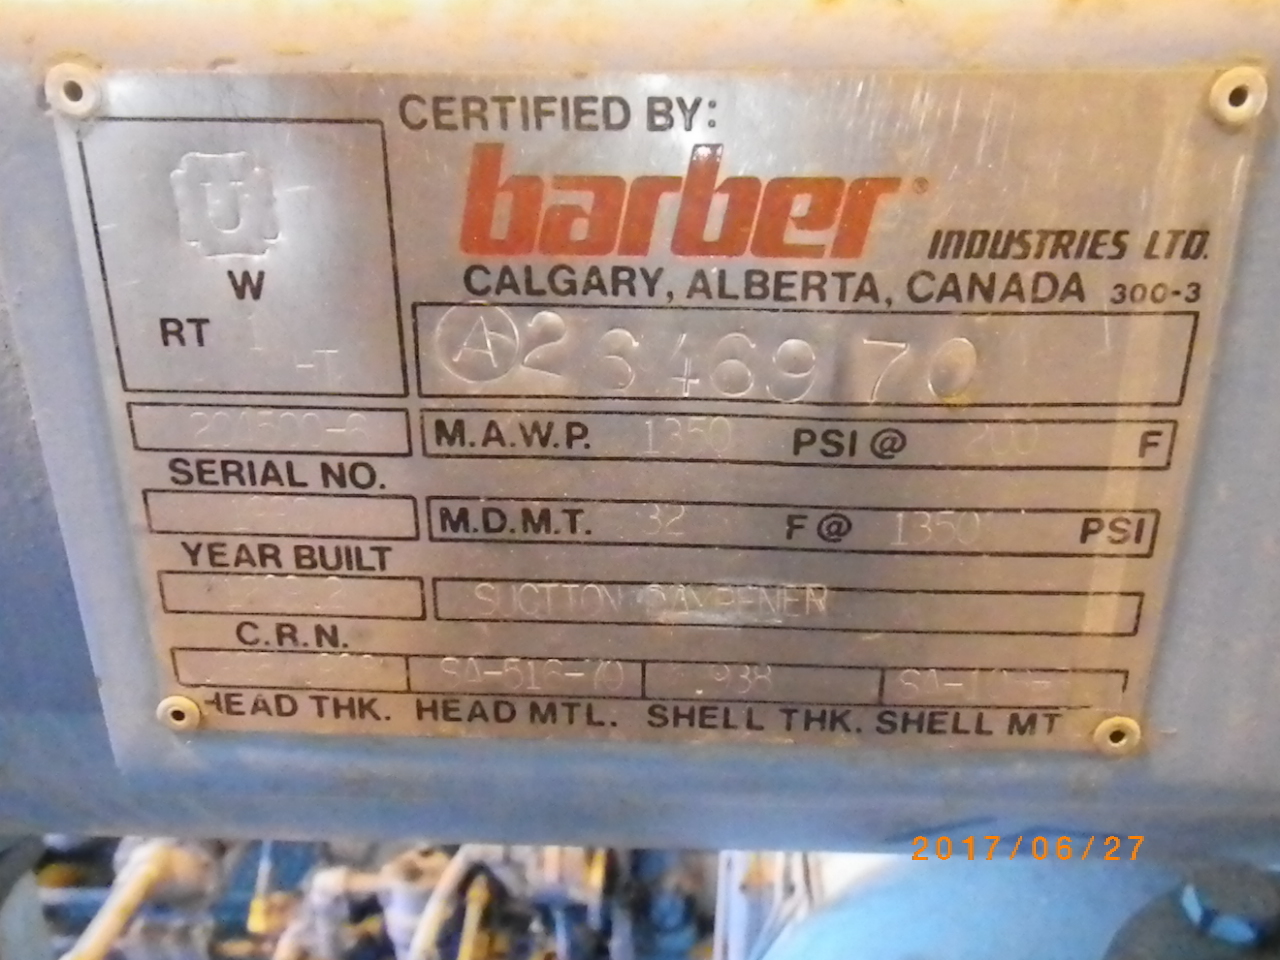 CERTIFIED BY:
barber® INDUSTRIES LTD.
CALGARY, ALBERTA, CANADA 300-3
U
W
RT
A 2346970
M.A.W.P. 1350 PSI @ 200 F
SERIAL NO.
M.D.M.T. 32 F @ 1350 PSI
YEAR BUILT
SUCTION DAMPENER
C.R.N.
SA-516-70 .938
HEAD THK. HEAD MTL. SHELL THK. SHELL MT
2017/06/27